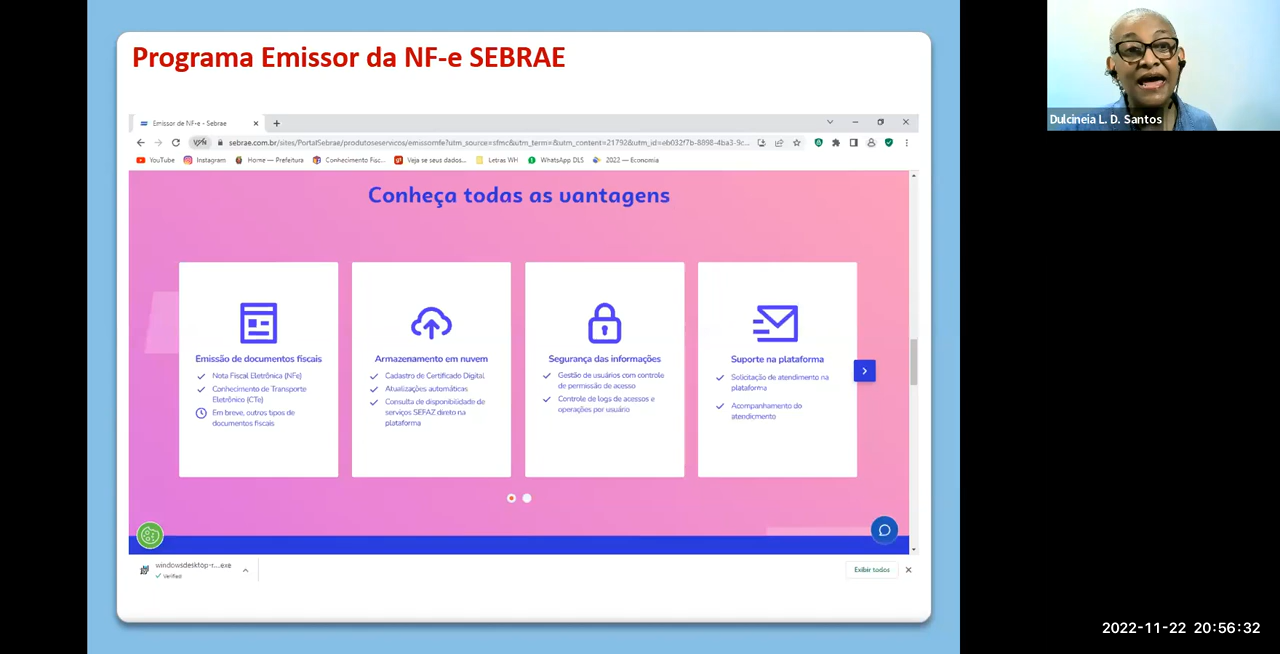 Programa Emissor da NF-e SEBRAE
Dulcineia L. D. Santos
Emissor de NF-e - Sebrae
sebrae.com.br/sites/PortalSebrae/produtoseservicos/emissornfe?utm_source=sfmc&utm_term=&utm_content=21792&utm_id=eb032f7b-8898-4ba3-9c...
YouTube Instagram Home — Prefeitura Conhecimento Fisc... Veja se seus dados... Letras WH WhatsApp DLS 2022 — Economia
Conheça todas as vantagens
Emissão de documentos fiscais
Nota Fiscal Eletrônica (NFe)
Conhecimento de Transporte
Eletrônico (CTe)
Em breve, outros tipos de
documentos fiscais
Armazenamento em nuvem
Cadastro de Certificado Digital
Atualizações automáticas
Consulta de disponibilidade de
serviços SEFAZ direto na
plataforma
Segurança das informações
Gestão de usuários com controle
de permissão de acesso
Controle de logs de acessos e
operações por usuário
Suporte na plataforma
Solicitação de atendimento na
plataforma
Acompanhamento do
atendimento
windowsdesktop-r...exe
Verified
Exibir todos
2022-11-22 20:56:32